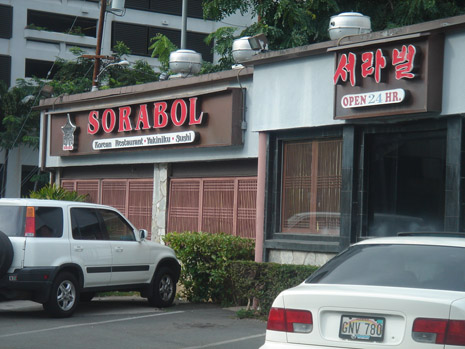 SORABOL
Korean Restaurant · Yakiniku · Sushi
서라벌
OPEN 24 HR.
GNV 780